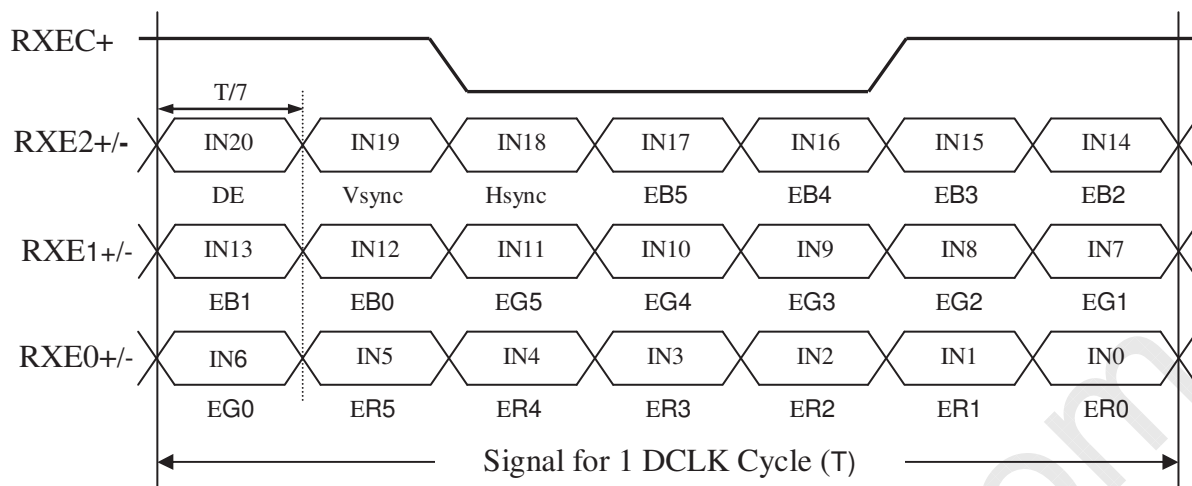 RXEC+
T/7
RXE2+/- IN20 IN19 IN18 IN17 IN16 IN15 IN14
DE Vsync Hsync EB5 EB4 EB3 EB2
RXE1+/- IN13 IN12 IN11 IN10 IN9 IN8 IN7
EB1 EB0 EG5 EG4 EG3 EG2 EG1
RXE0+/- IN6 IN5 IN4 IN3 IN2 IN1 IN0
EG0 ER5 ER4 ER3 ER2 ER1 ER0
Signal for 1 DCLK Cycle (T)
om